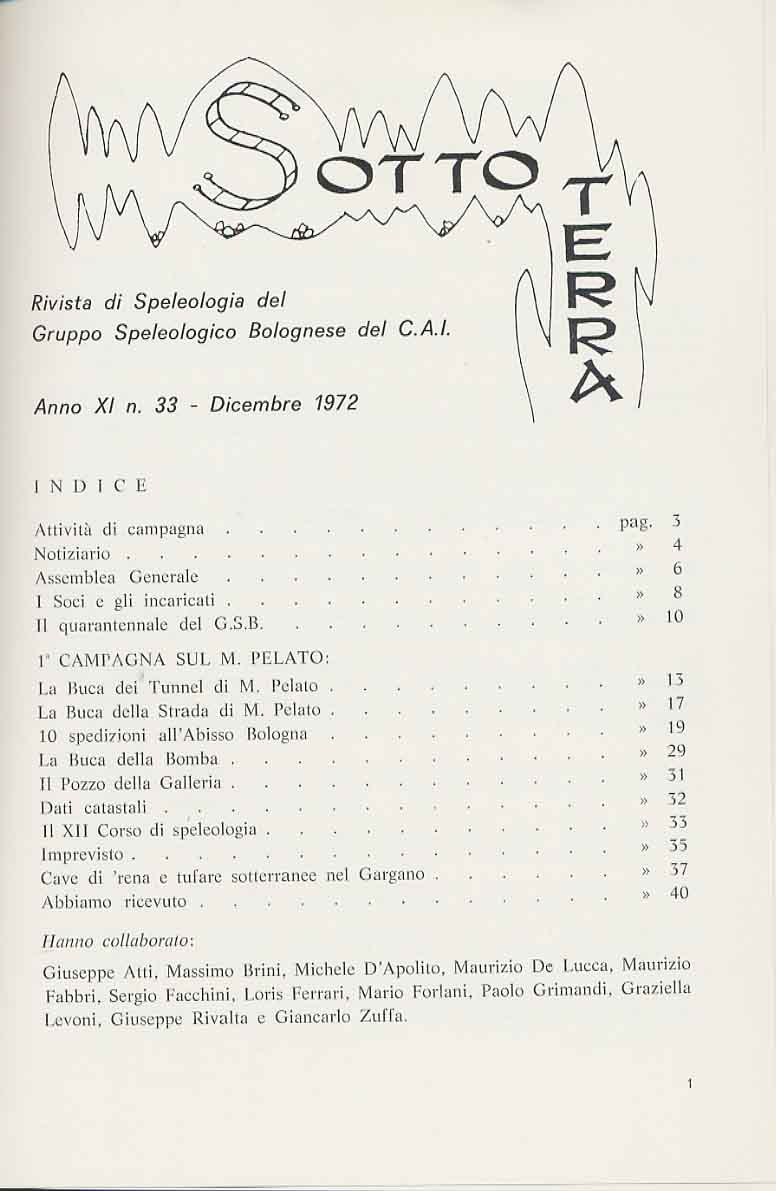 SOTTO
TERRA
Rivista di Speleologia del
Gruppo Speleologico Bolognese del C.A.I.
Anno XI n. 33 - Dicembre 1972
INDICE
Attività di campagna . . . . . . . . . . . . pag. 3
Notiziario . . . . . . . . . . . . . . . » 4
Assemblea Generale . . . . . . . . . . . . » 6
I Soci e gli incaricati . . . . . . . . . . . . » 8
Il quarantennale del G.S.B. . . . . . . . . . . » 10
1ª CAMPAGNA SUL M. PELATO:
La Buca dei Tunnel di M. Pelato . . . . . . . . . » 13
La Buca della Strada di M. Pelato . . . . . . . . . » 17
10 spedizioni all'Abisso Bologna . . . . . . . . . » 19
La Buca della Bomba . . . . . . . . . . . . » 29
Il Pozzo della Galleria . . . . . . . . . . . . » 31
Dati catastali . . . . . . . . . . . . . . » 32
Il XII Corso di speleologia . . . . . . . . . . . » 33
Imprevisto . . . . . . . . . . . . . . . » 35
Cave di 'rena e tufare sotterranee nel Gargano . . . . . . » 37
Abbiamo ricevuto . . . . . . . . . . . . . » 40
Hanno collaborato:
Giuseppe Atti, Massimo Brini, Michele D'Apolito, Maurizio De Lucca, Maurizio
Fabbri, Sergio Facchini, Loris Ferrari, Mario Forlani, Paolo Grimandi, Graziella
Levoni, Giuseppe Rivalta e Giancarlo Zuffa.
1